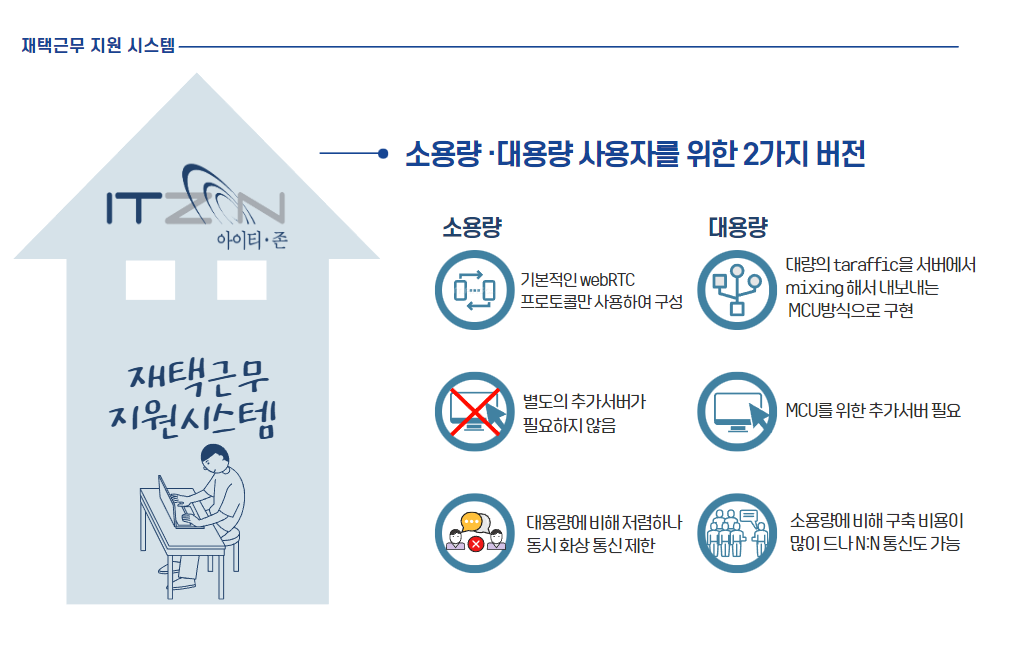 재택근무 지원 시스템
ITZON
아이티·존
재택근무
지원시스템
소용량 ·대용량 사용자를 위한 2가지 버전
소용량
기본적인 webRTC
프로토콜만 사용하여 구성
별도의 추가서버가
필요하지 않음
대용량에 비해 저렴하나
동시 화상 통신 제한
대용량
대량의 taraffic을 서버에서
mixing 해서 내보내는
MCU방식으로 구현
MCU를 위한 추가서버 필요
소용량에 비해 구축 비용이
많이 드나 N:N 통신도 가능